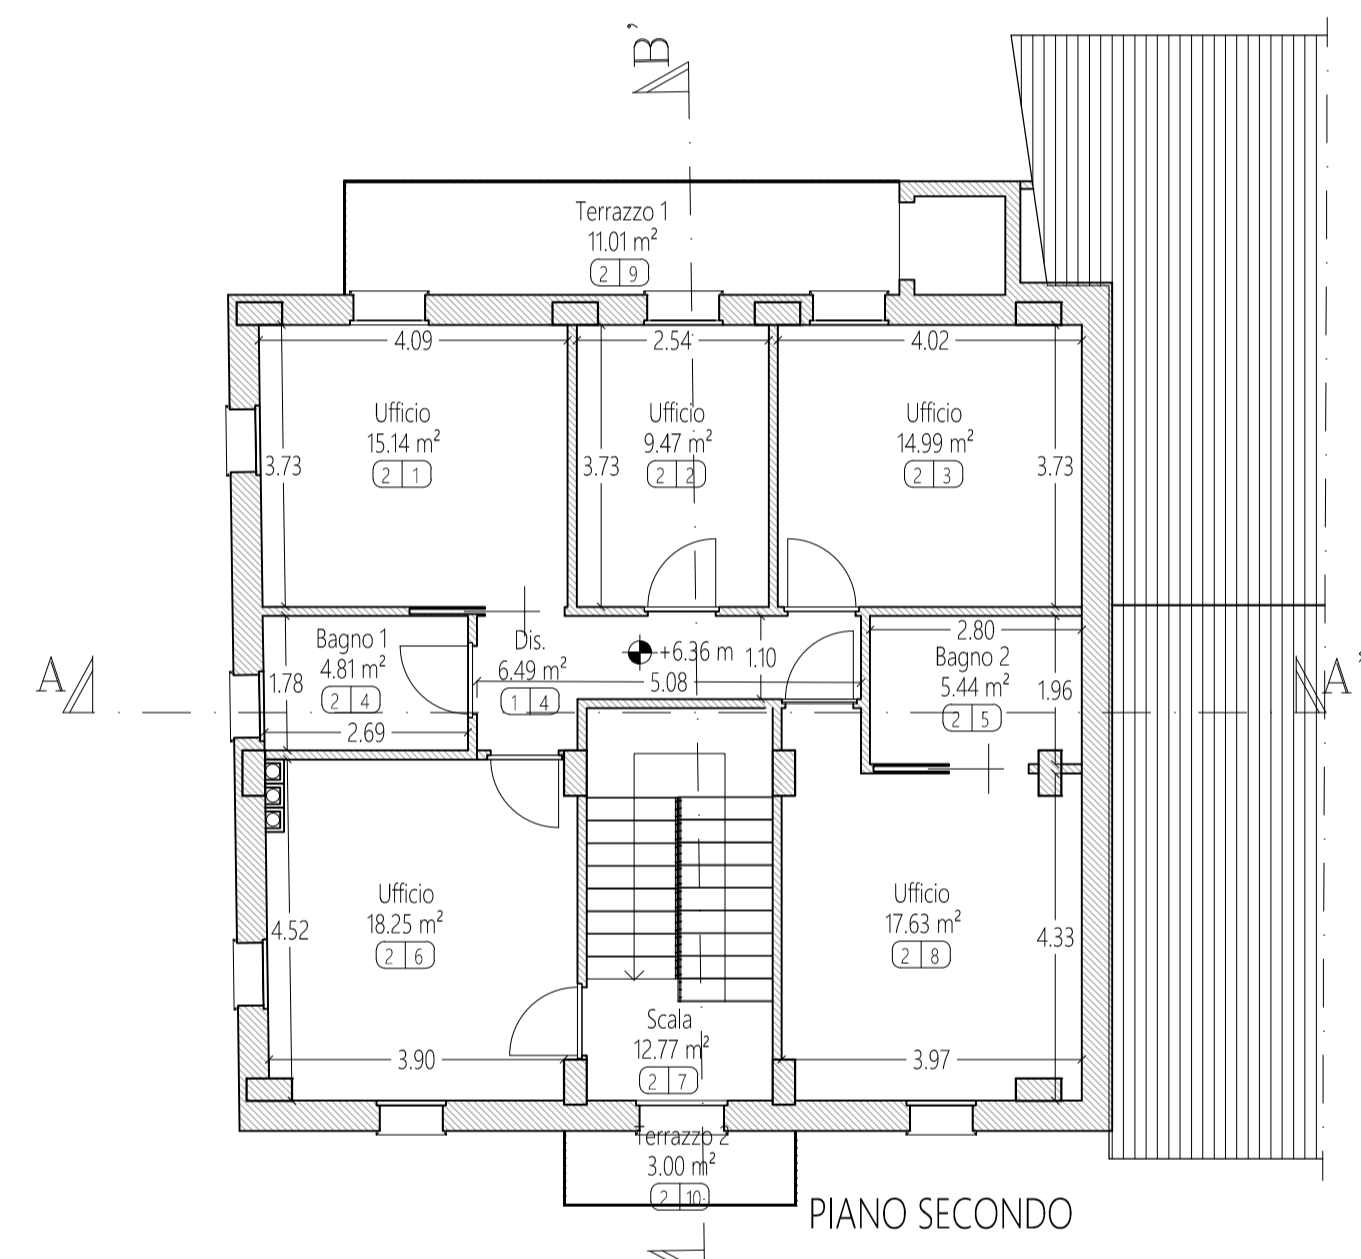 B'
Terrazzo 1
11.01 m²
2 9
4.09
2.54
4.02
Ufficio
15.14 m²
2 1
3.73
Ufficio
9.47 m²
2 2
3.73
Ufficio
14.99 m²
2 3
3.73
Bagno 1
4.81 m²
2 4
1.78
2.69
Dis.
6.49 m²
1 4
+6.36 m
1.10
5.08
2.80
Bagno 2
5.44 m²
2 5
1.96
A
A'
Ufficio
18.25 m²
2 6
4.52
3.90
Scala
12.77 m²
2 7
Ufficio
17.63 m²
2 8
4.33
3.97
Terrazzo 2
3.00 m²
2 10
PIANO SECONDO